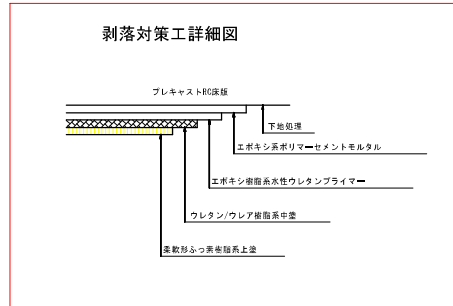 剥落対策工詳細図
プレキャストRC床版
下地処理
エポキシ系ポリマーセメントモルタル
エポキシ樹脂系水性ウレタンプライマー
ウレタン/ウレア樹脂系中塗
柔軟形ふっ素樹脂系上塗